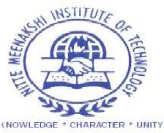 NITTE MEENAKSHI INSTITUTE OF TECHNOLOGY
KNOWLEDGE * CHARACTER * UNITY